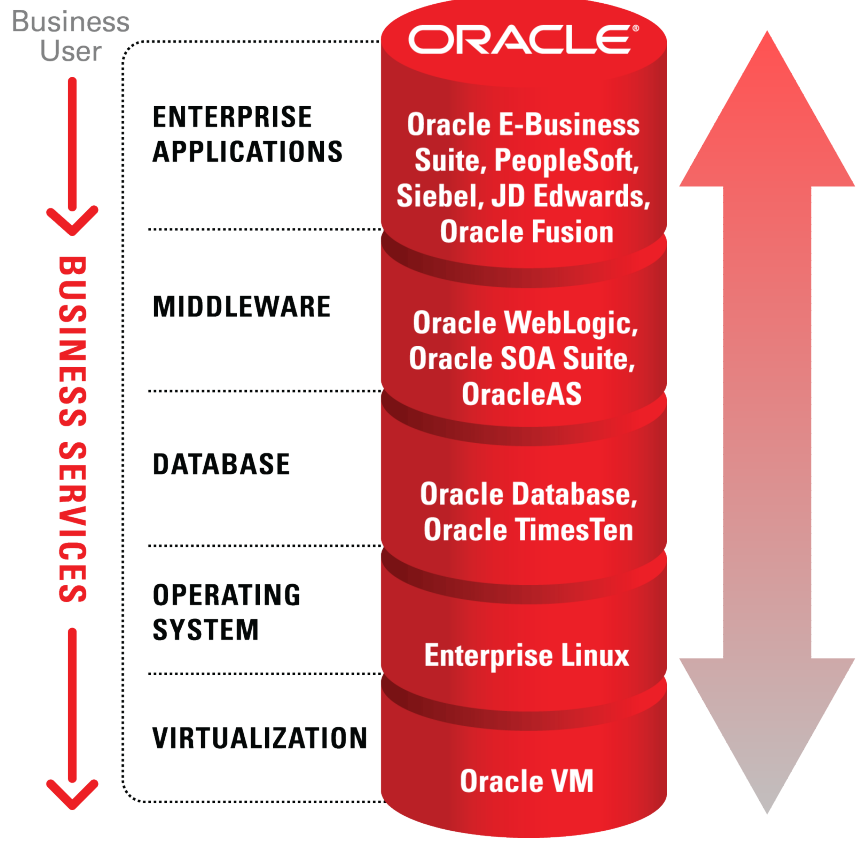 Business
User
BUSINESS SERVICES
ORACLE®
ENTERPRISE
APPLICATIONS
Oracle E-Business
Suite, PeopleSoft,
Siebel, JD Edwards,
Oracle Fusion
MIDDLEWARE
Oracle WebLogic,
Oracle SOA Suite,
OracleAS
DATABASE
Oracle Database,
Oracle TimesTen
OPERATING
SYSTEM
Enterprise Linux
VIRTUALIZATION
Oracle VM